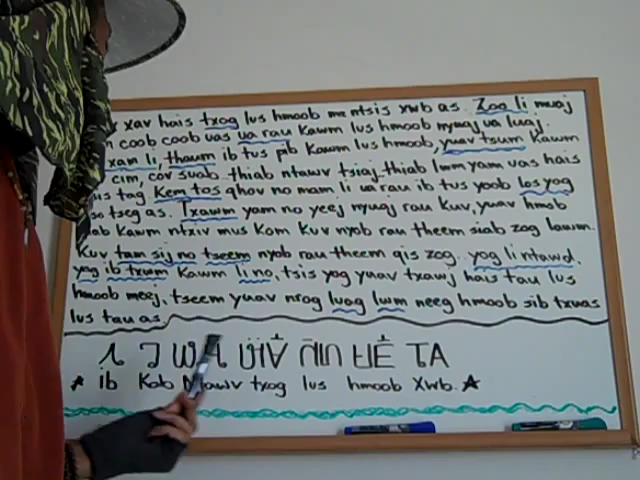 xav hais txog lus hmoob me ntsis xwb as. Zoo li muaj
coob coob uas ua rau kawm lus hmoob nyuaj ua luaj.
xam li, thaum ib tus pib kawm lus hmoob, yuav tsum kawm
cim, cov suab thiab ntawv tsiaj thiab lwm yam uas hais
tag. Kem tos qhov no mam li ua rau ib tus yoob los yog
tseg as. Txawm yam no yeej nyuaj rau kuv, yuav hmob
kawm ntxiv mus kom kuv nyob rau theem siab zog lawm.
Kuv tam sij no tseem nyob rau theem qis zog. yog li ntawd,
yog ib txwm kawm li no, tsis yog yuav txawj hais tau lus
hmoob meej, tseem yuav nrog luag lwm neeg hmoob sib txuas
lus tau as.
ib Kob txog lus hmoob xwb.